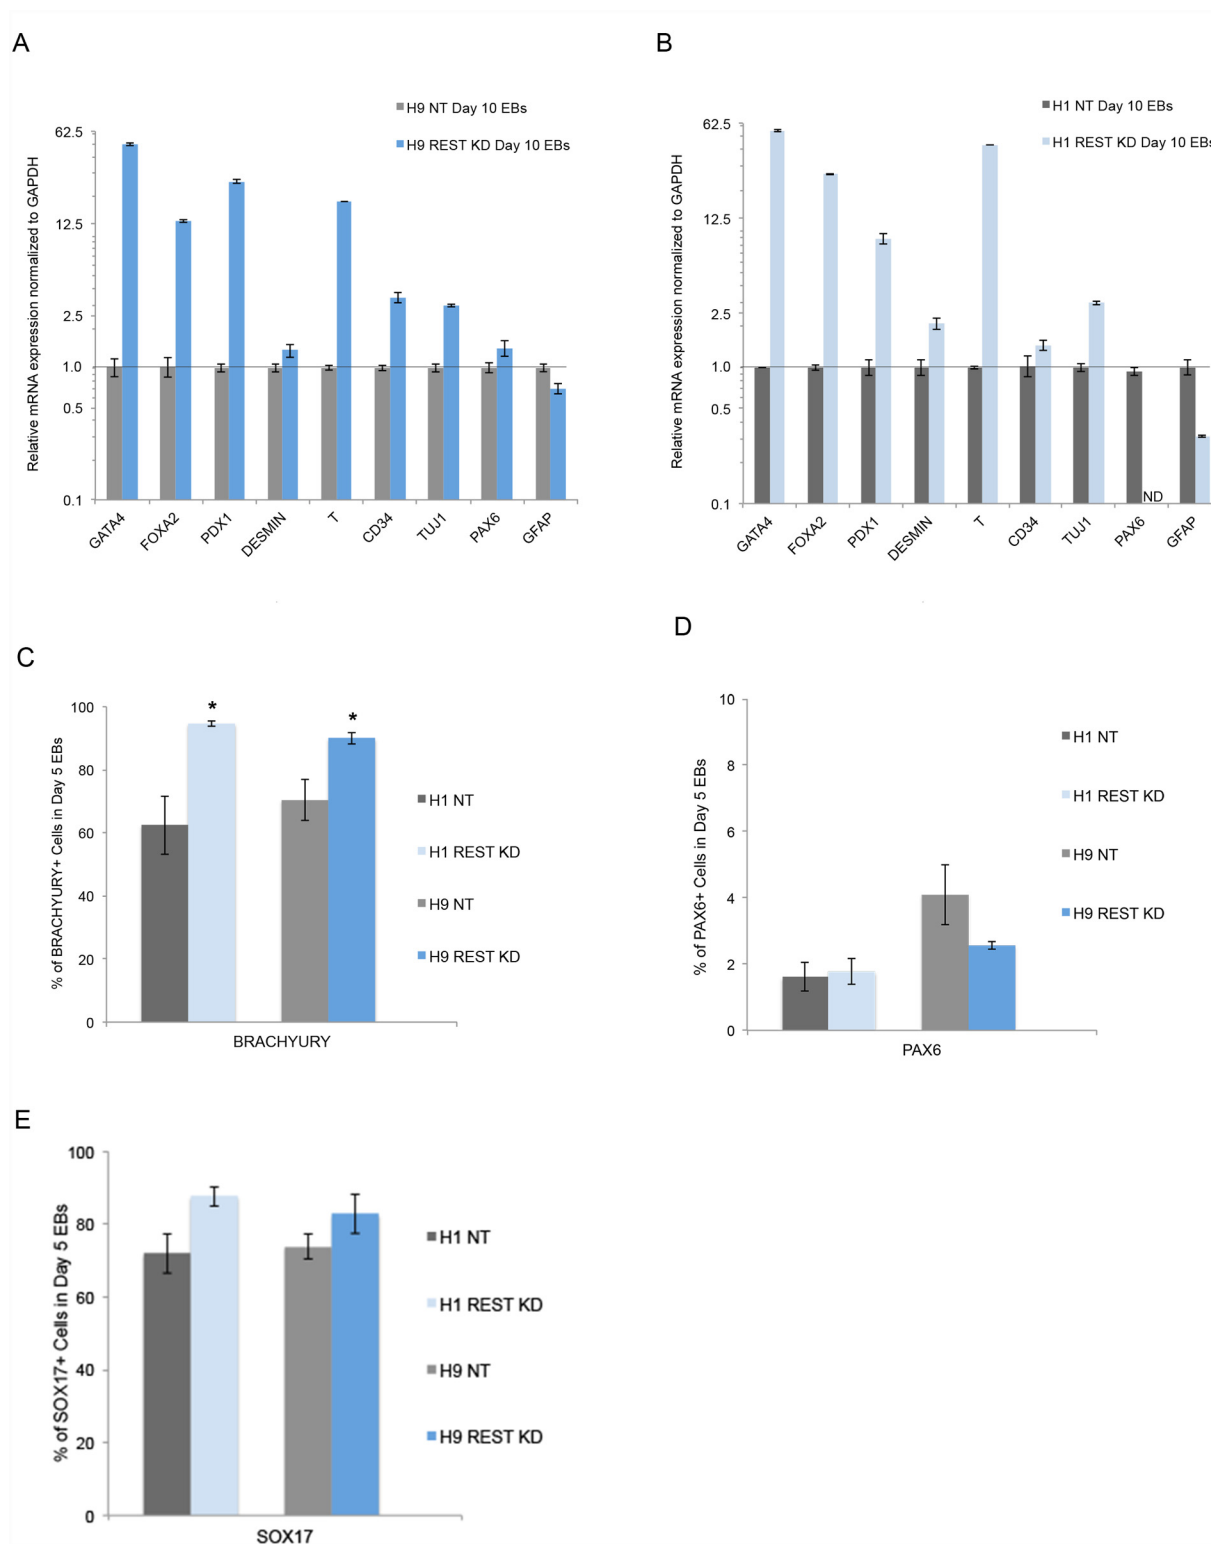 A
H9 NT Day 10 EBs
H9 REST KD Day 10 EBs
Relative mRNA expression normalized to GAPDH
62.5
12.5
2.5
1.0
0.5
0.1
GATA4
FOXA2
PDX1
DESMIN
T
CD34
TUJ1
PAX6
GFAP
B
H1 NT Day 10 EBs
H1 REST KD Day 10 EBs
Relative mRNA expression normalized to GAPDH
62.5
12.5
2.5
1.0
0.5
0.1
ND
GATA4
FOXA2
PDX1
DESMIN
T
CD34
TUJ1
PAX6
GFAP
C
% of BRACHYURY+ Cells in Day 5 EBs
100
80
60
40
20
0
*
*
BRACHYURY
H1 NT
H1 REST KD
H9 NT
H9 REST KD
D
% of PAX6+ Cells in Day 5 EBs
10
8
6
4
2
0
PAX6
H1 NT
H1 REST KD
H9 NT
H9 REST KD
E
% of SOX17+ Cells in Day 5 EBs
100
80
60
40
20
0
SOX17
H1 NT
H1 REST KD
H9 NT
H9 REST KD